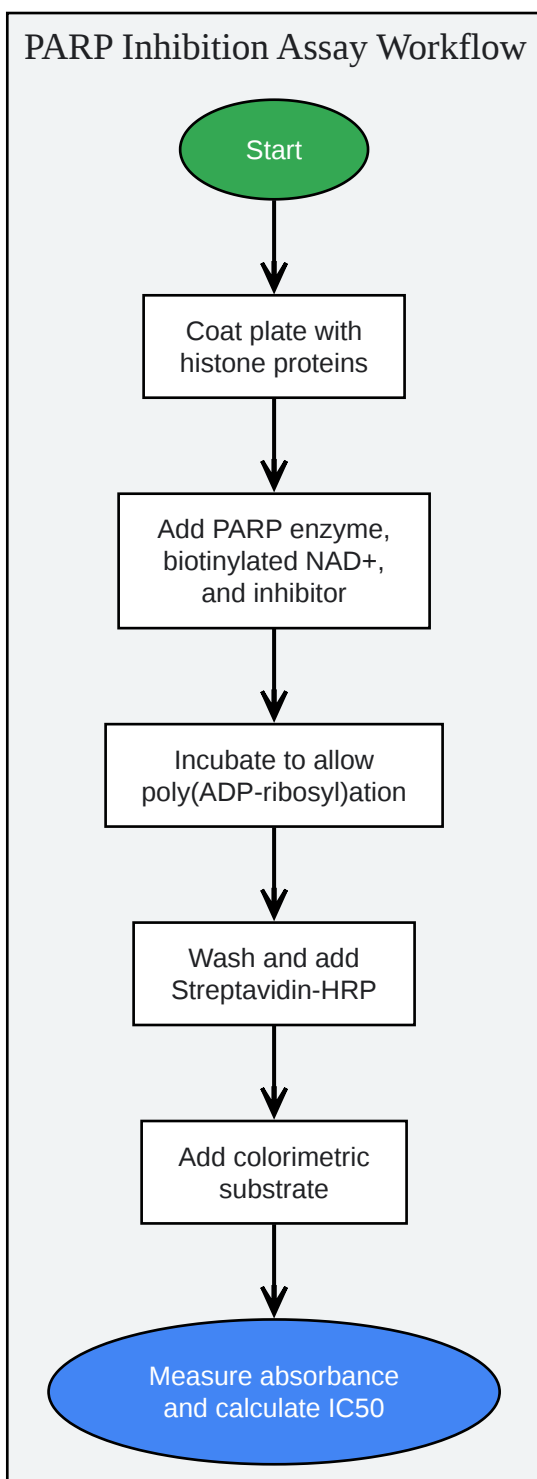 PARP Inhibition Assay Workflow
Start
Coat plate with
histone proteins
Add PARP enzyme,
biotinylated NAD+,
and inhibitor
Incubate to allow
poly(ADP-ribosyl)ation
Wash and add
Streptavidin-HRP
Add colorimetric
substrate
Measure absorbance
and calculate IC50